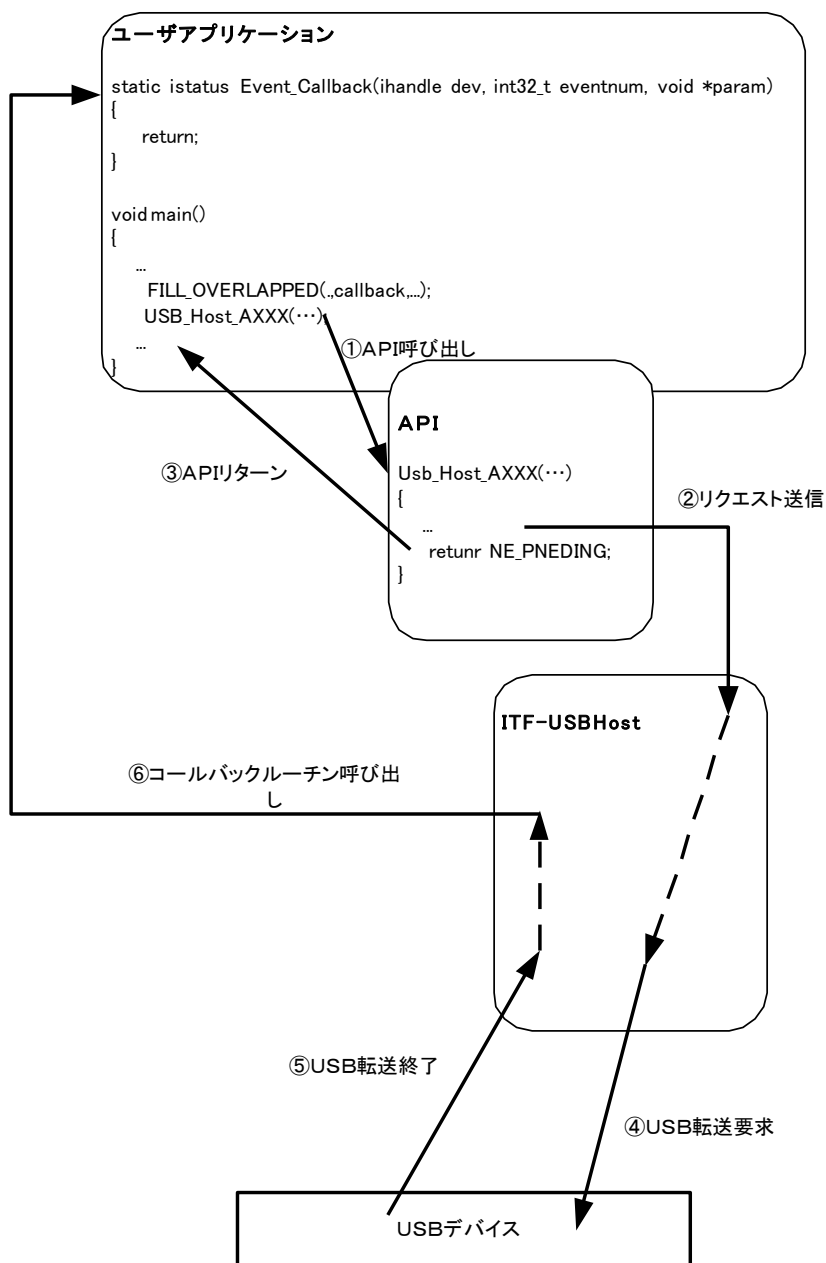 ユーザアプリケーション
static istatus Event_Callback(ihandle dev, int32_t eventnum, void *param)
{
return;
}
void main()
{
...
FILL_OVERLAPPED(.,callback,...);
USB_Host_AXXX(…);
...
}
①API呼び出し
API
Usb_Host_AXXX(…)
{
...
retunr NE_PNEDING;
}
③APIリターン
②リクエスト送信
ITF-USBHost
⑥コールバックルーチン呼び出
し
⑤USB転送終了
④USB転送要求
USBデバイス